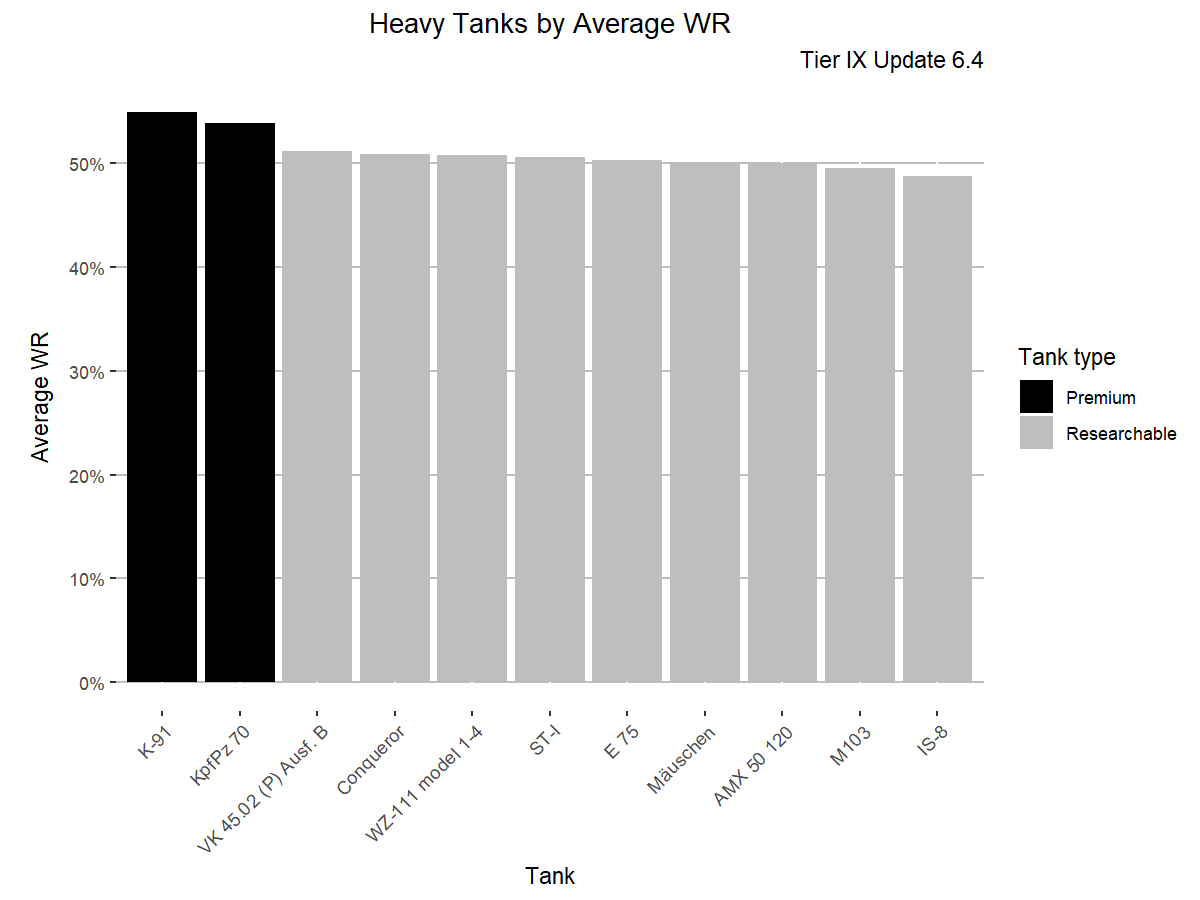 Heavy Tanks by Average WR
Tier IX Update 6.4
Average WR
50%
40%
30%
20%
10%
0%
K-91
KpfPz 70
VK 45.02 (P) Ausf. B
Conqueror
WZ-111 model 1-4
ST-I
E 75
Mäuschen
AMX 50 120
M103
IS-8
Tank
Tank type
Premium
Researchable